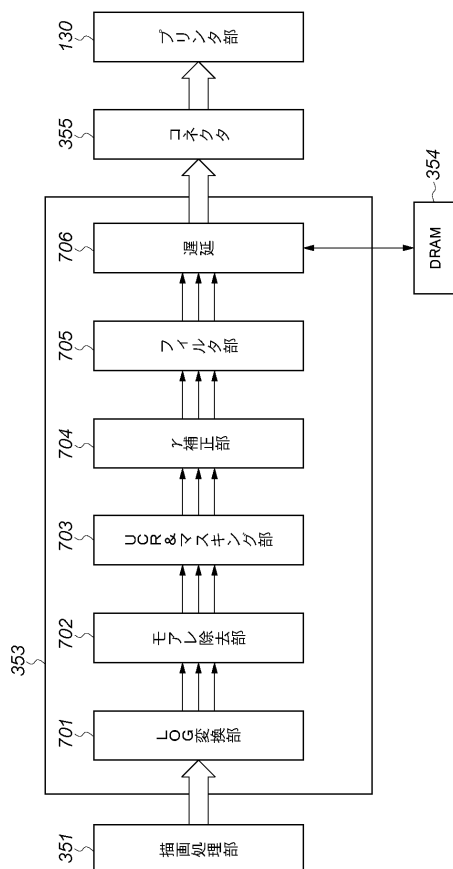 351
描画処理部
353
701
LOG変換部
702
モアレ除去部
703
UCR&マスキング部
704
γ補正部
705
フィルタ部
706
遅延
354
DRAM
355
コネクタ
130
プリンタ部